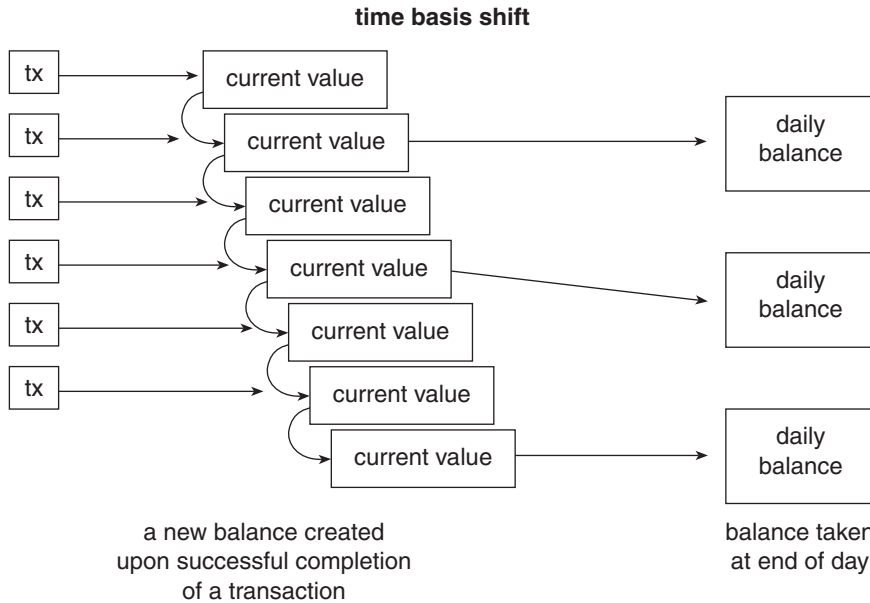 time basis shift
tx
current value
tx
current value
daily
balance
tx
current value
tx
current value
daily
balance
tx
current value
tx
current value
current value
daily
balance
a new balance created
upon successful completion
of a transaction
balance taken
at end of day